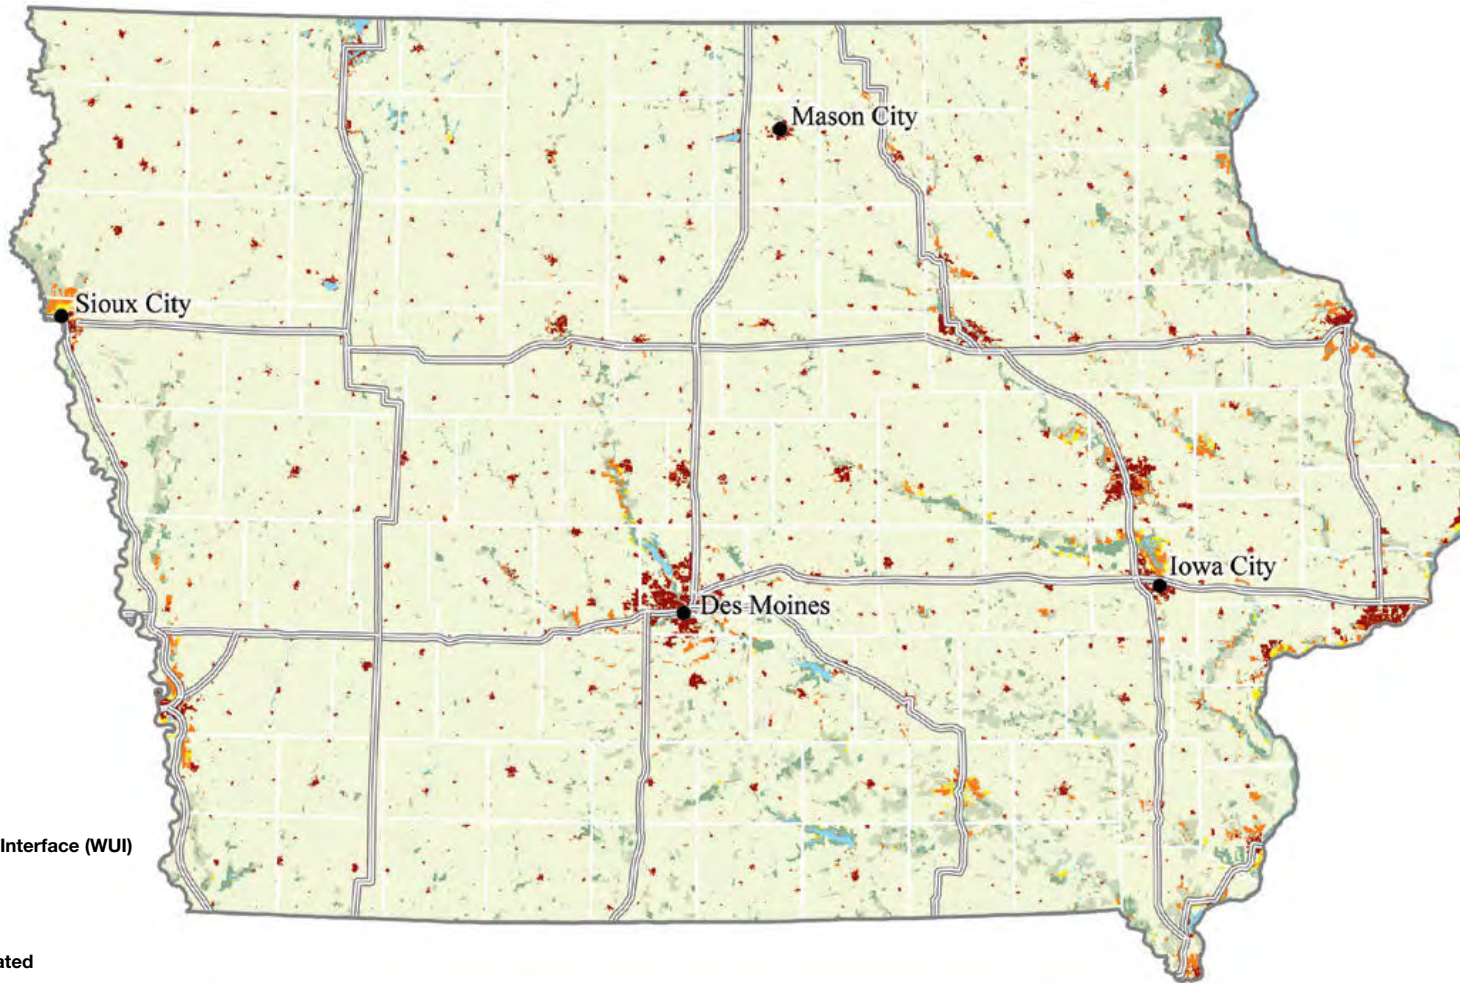 Mason City
Sioux City
Iowa City
Des Moines
Interface (WUI)
ated